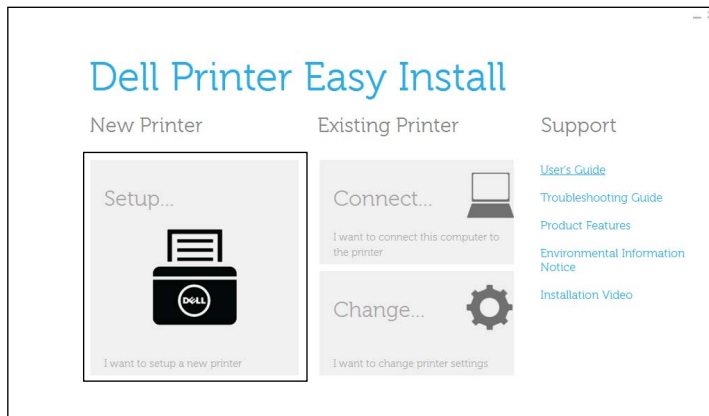 Dell Printer Easy Install
New Printer
Setup...
DELL
I want to setup a new printer
Existing Printer
Connect...
I want to connect this computer to
the printer
Change...
I want to change printer settings
Support
User's Guide
Troubleshooting Guide
Product Features
Environmental Information
Notice
Installation Video